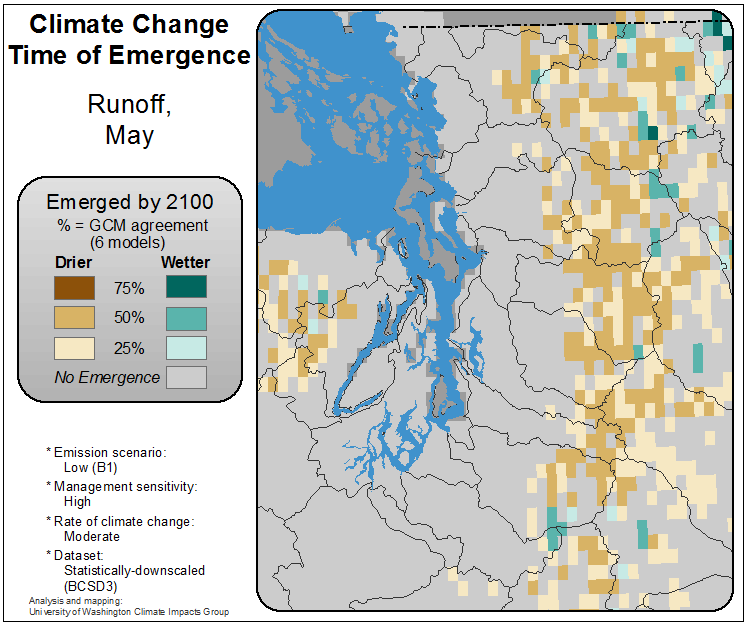 Climate Change
Time of Emergence
Runoff,
May
Emerged by 2100
% = GCM agreement
(6 models)
Drier Wetter
75%
50%
25%
No Emergence
* Emission scenario:
Low (B1)
* Management sensitivity:
High
* Rate of climate change:
Moderate
* Dataset:
Statistically-downscaled
(BCSD3)
Analysis and mapping:
University of Washington Climate Impacts Group